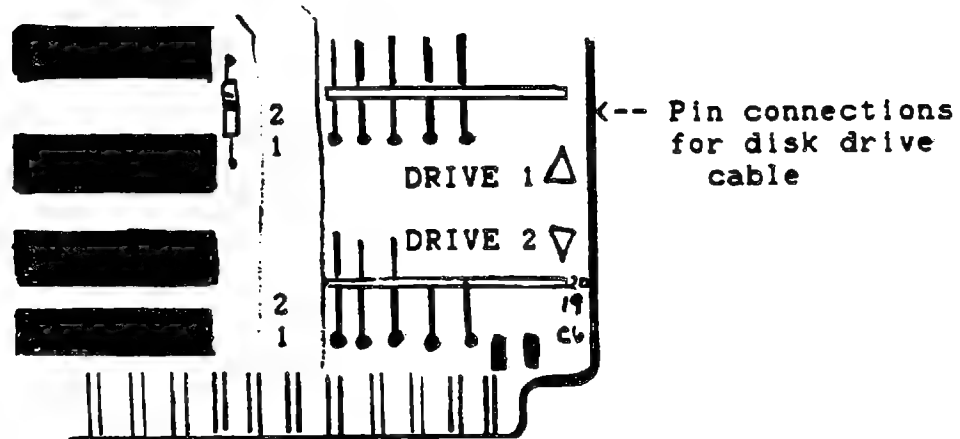 2
1
<-- Pin connections
for disk drive
cable
DRIVE 1
DRIVE 2
2
1
20
19
C6